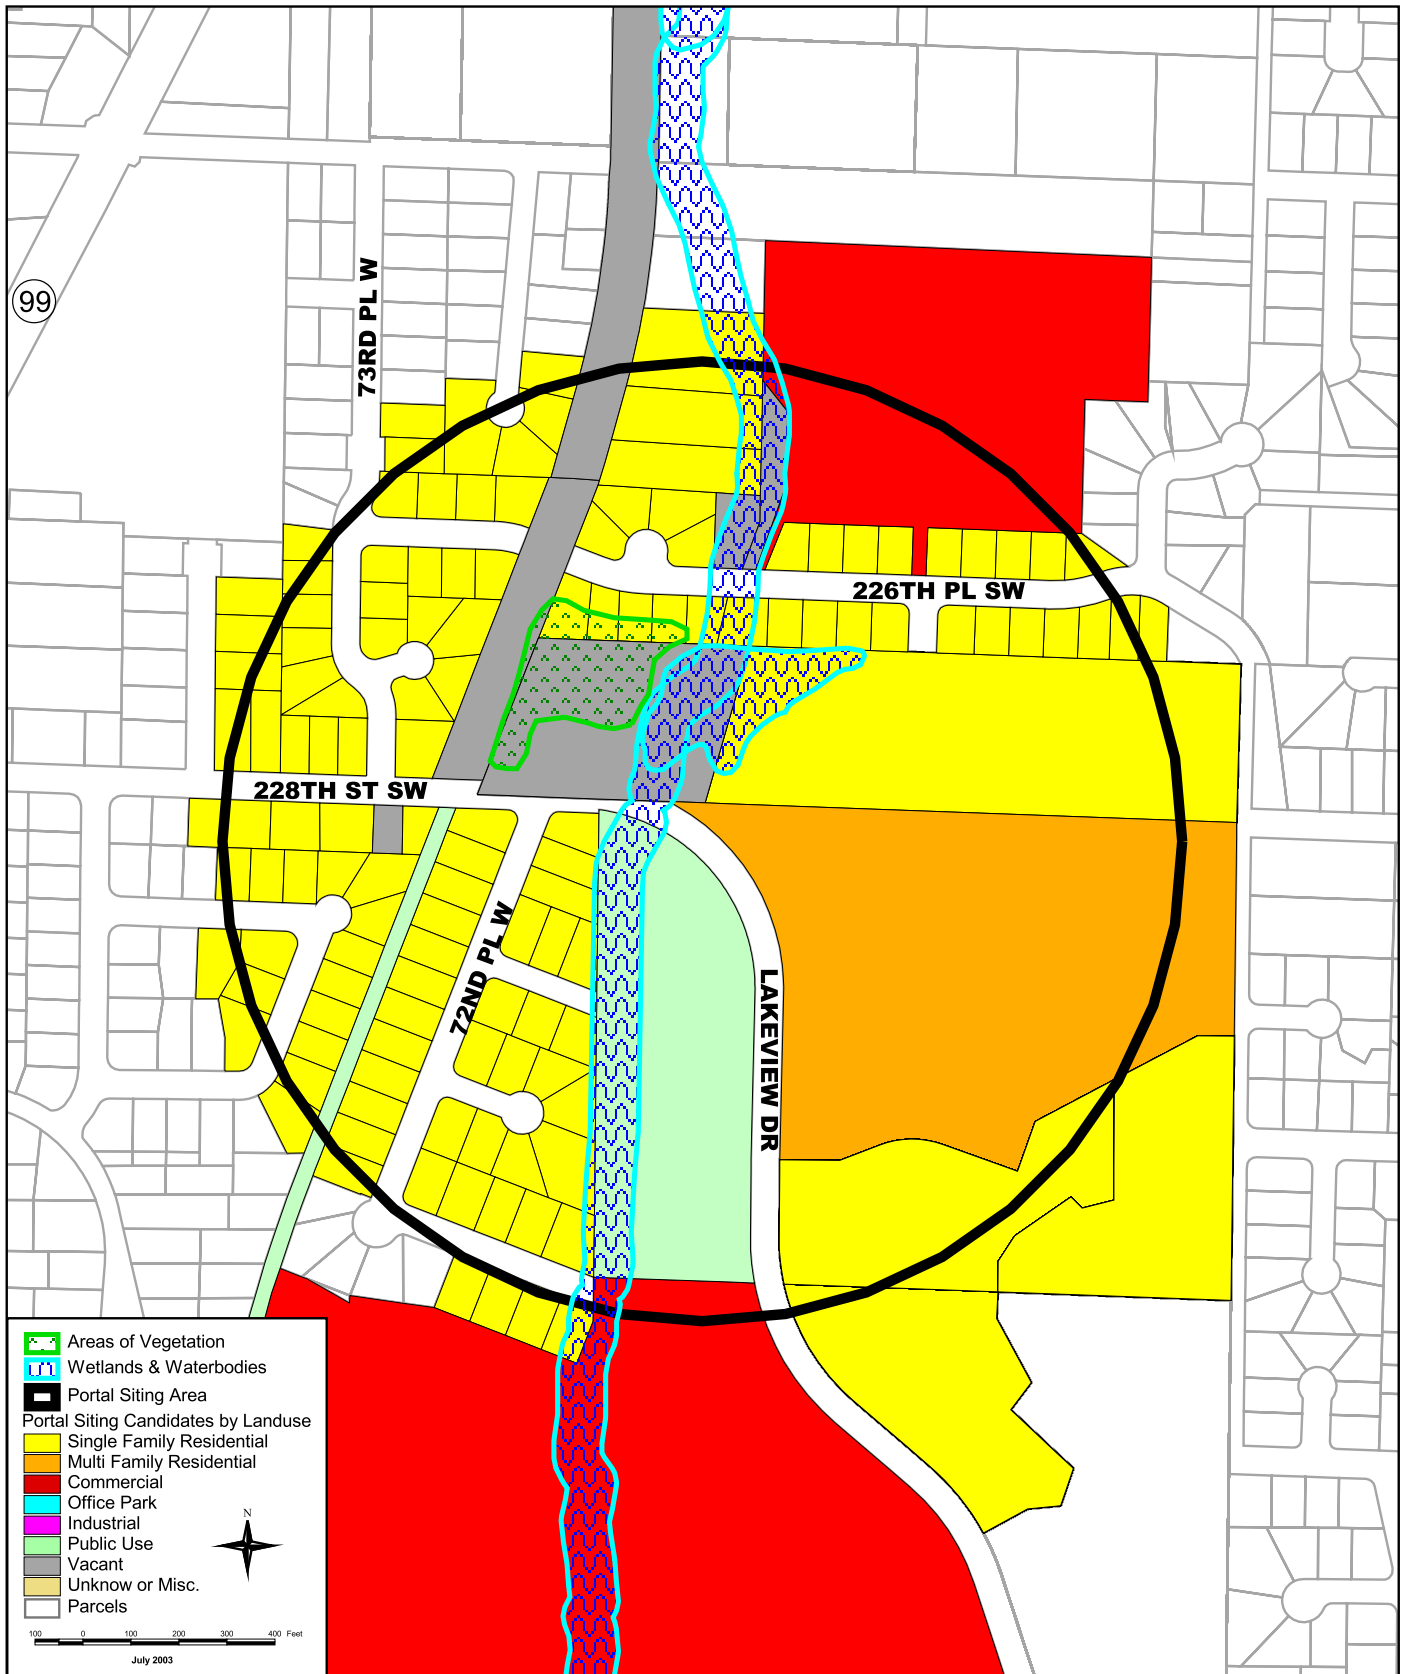 99
73RD PL W
226TH PL SW
228TH ST SW
72ND PL W
LAKEVIEW DR
Areas of Vegetation
Wetlands & Waterbodies
Portal Siting Area
Portal Siting Candidates by Landuse
Single Family Residential
Multi Family Residential
Commercial
Office Park
Industrial
Public Use
Vacant
Unknow or Misc.
Parcels
N
100 0 100 200 300 400 Feet
July 2003